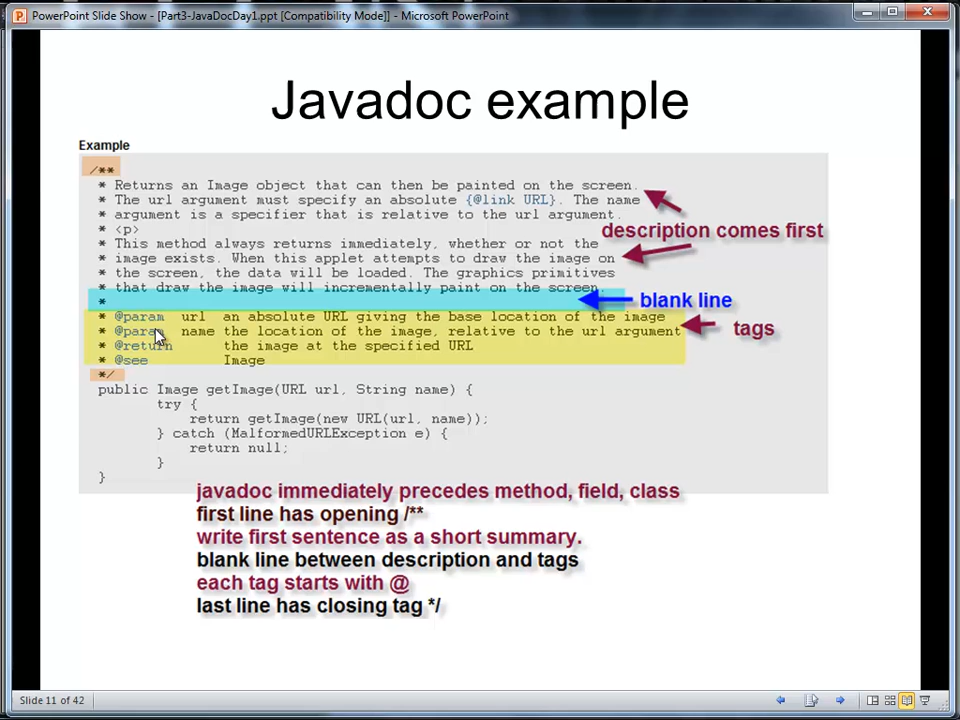 PowerPoint Slide Show - [Part3-JavaDocDay1.ppt [Compatibility Mode]] - Microsoft PowerPoint
Javadoc example
Example
/**
* Returns an Image object that can then be painted on the screen.
* The url argument must specify an absolute {@link URL}. The name
* argument is a specifier that is relative to the url argument.
* <p>
* This method always returns immediately, whether or not the
* image exists. When this applet attempts to draw the image on
* the screen, the data will be loaded. The graphics primitives
* that draw the image will incrementally paint on the screen.
*
* @param url an absolute URL giving the base location of the image
* @param name the location of the image, relative to the url argument
* @return the image at the specified URL
* @see Image
*/
public Image getImage(URL url, String name) {
try {
return getImage(new URL(url, name));
} catch (MalformedURLException e) {
return null;
}
}
description comes first
blank line
tags
javadoc immediately precedes method, field, class
first line has opening /**
write first sentence as a short summary.
blank line between description and tags
each tag starts with @
last line has closing tag */
Slide 11 of 42